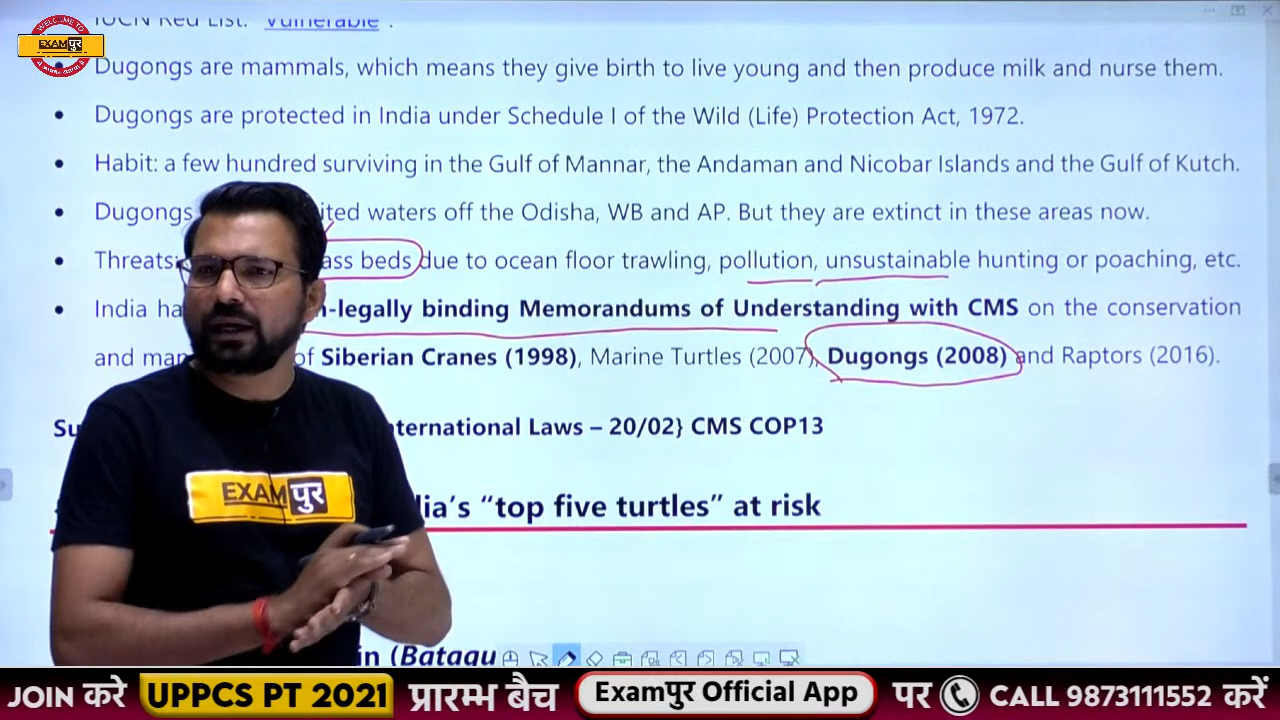 WELCOME TO
EXAMपुर
IUCN Red List: "Vulnerable".
• Dugongs are mammals, which means they give birth to live young and then produce milk and nurse them.
• Dugongs are protected in India under Schedule I of the Wild (Life) Protection Act, 1972.
• Habit: a few hundred surviving in the Gulf of Mannar, the Andaman and Nicobar Islands and the Gulf of Kutch.
• Dugongs ited waters off the Odisha, WB and AP. But they are extinct in these areas now.
• Threats: ass beds due to ocean floor trawling, pollution, unsustainable hunting or poaching, etc.
• India ha n-legally binding Memorandums of Understanding with CMS on the conservation
and man of Siberian Cranes (1998), Marine Turtles (2007), Dugongs (2008) and Raptors (2016).
Su nternational Laws – 20/02} CMS COP13
dia's "top five turtles" at risk
EXAMपुर
in (Batagu
JOIN करे UPPCS PT 2021 प्रारम्भ बैच Examपुर Official App पर CALL 9873111552 करें